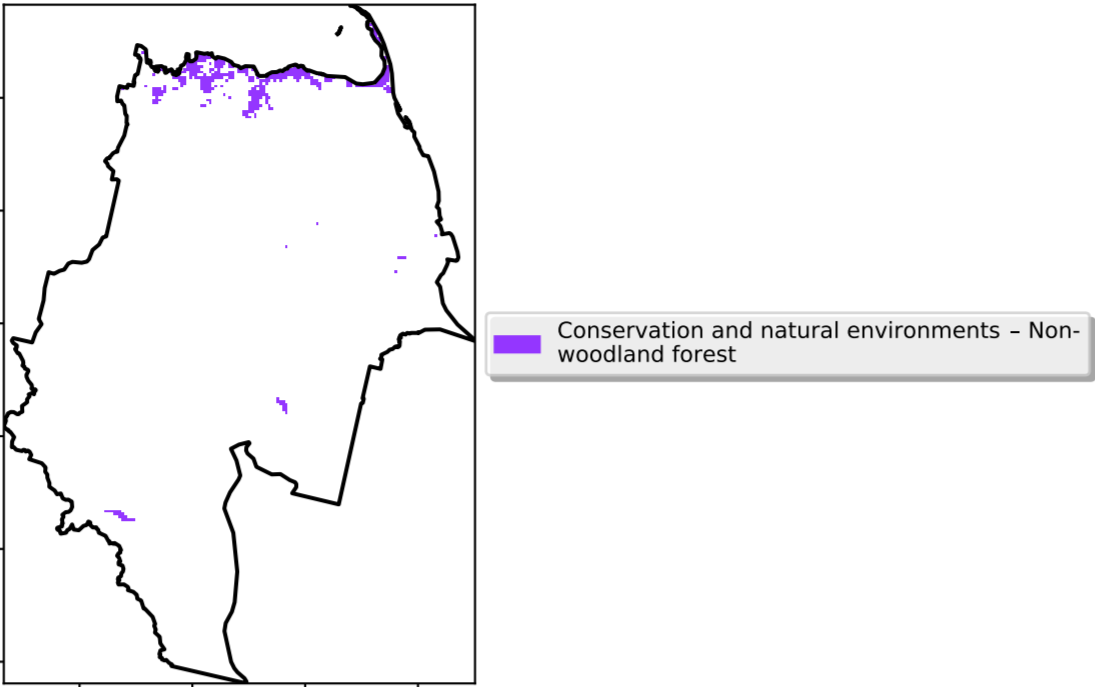 Conservation and natural environments – Non-
woodland forest